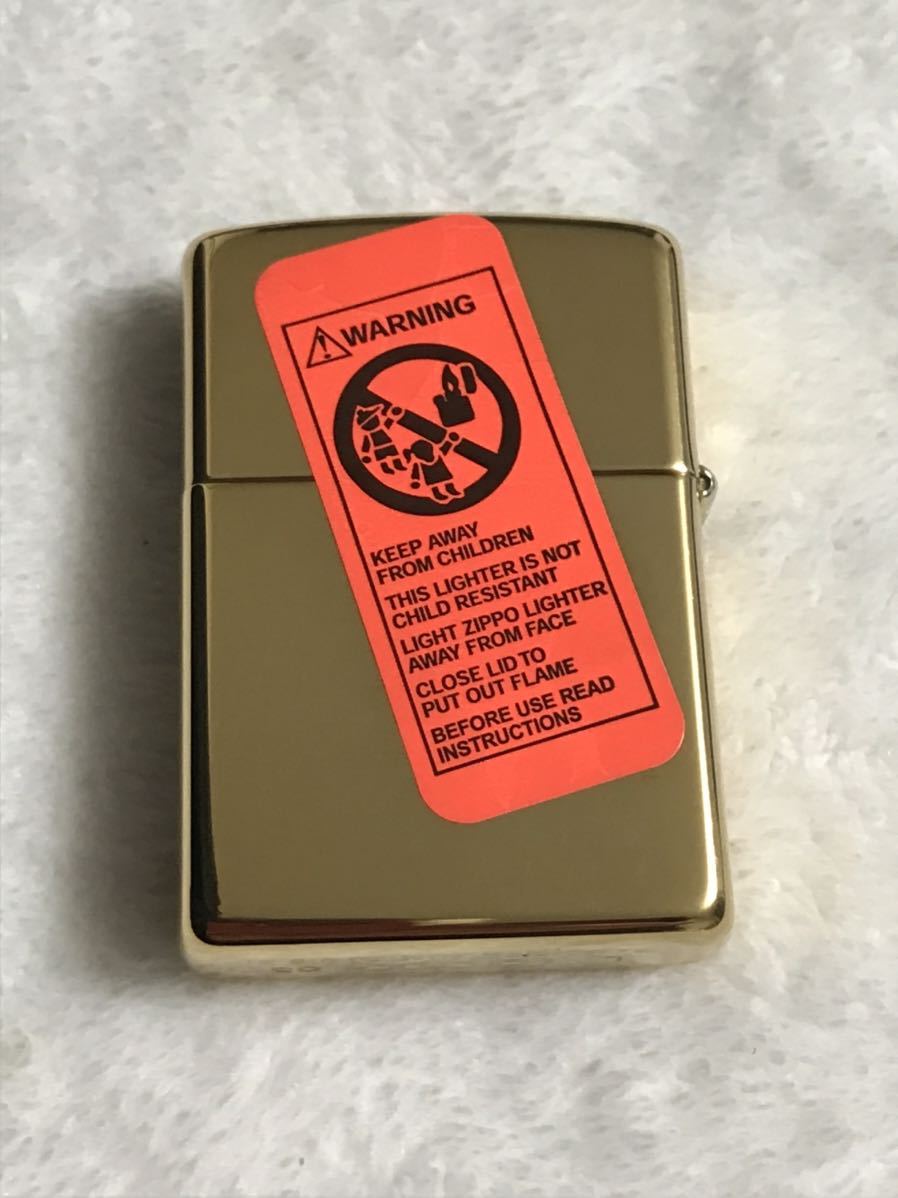 WARNING
KEEP AWAY
FROM CHILDREN
THIS LIGHTER IS NOT
CHILD RESISTANT
LIGHT ZIPPO LIGHTER
AWAY FROM FACE
CLOSE LID TO
PUT OUT FLAME
BEFORE USE READ
INSTRUCTIONS